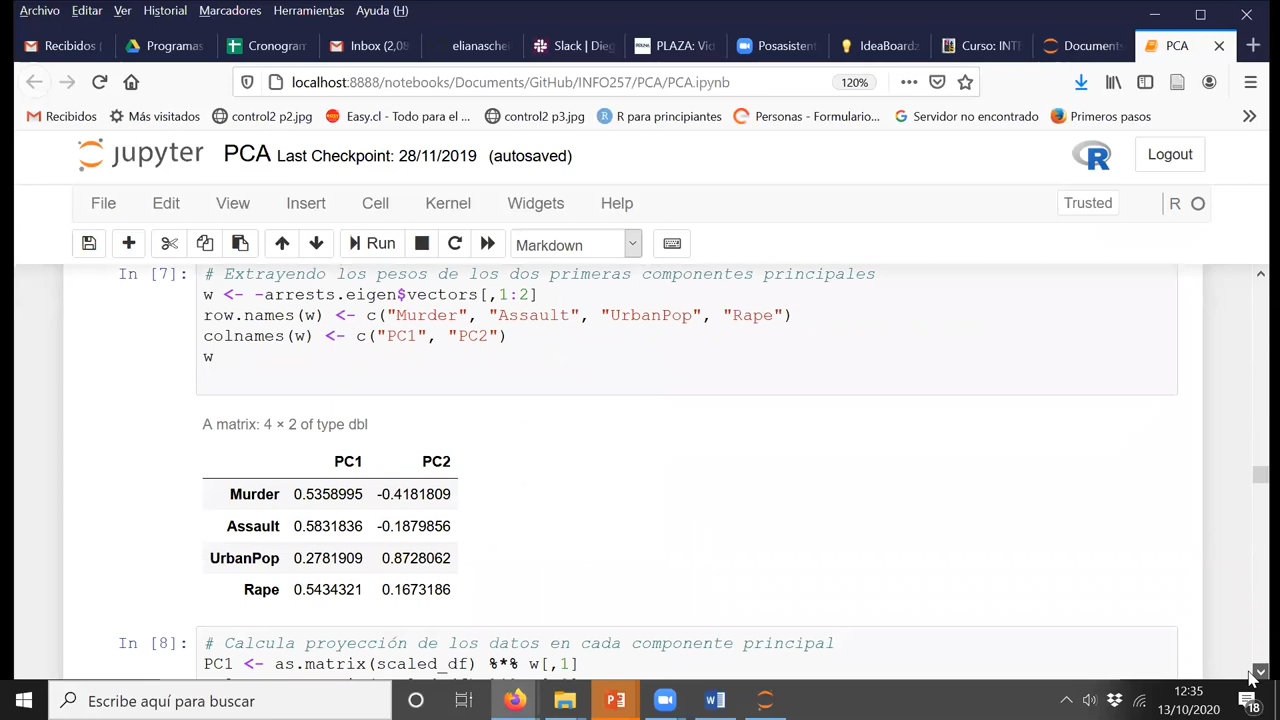 Archivo Editar Ver Historial Marcadores Herramientas Ayuda (H)
Recibidos ( Programas Cronogram Inbox (2,08 elianaschei Slack | Dieg PLAZA: Vid Posasistent IdeaBoardz Curso: INTE Documents PCA
localhost:8888/notebooks/Documents/GitHub/INFO257/PCA/PCA.ipynb 120%
Recibidos Más visitados control2 p2.jpg Easy.cl - Todo para el ... control2 p3.jpg R para principiantes Personas - Formulario... Servidor no encontrado Primeros pasos
jupyter PCA Last Checkpoint: 28/11/2019 (autosaved) R Logout
File Edit View Insert Cell Kernel Widgets Help Trusted R
Run Markdown
In [7]: # Extrayendo los pesos de los dos primeras componentes principales
w <- -arrests.eigen$vectors[,1:2]
row.names(w) <- c("Murder", "Assault", "UrbanPop", "Rape")
colnames(w) <- c("PC1", "PC2")
w
A matrix: 4 × 2 of type dbl
PC1 PC2
Murder 0.5358995 -0.4181809
Assault 0.5831836 -0.1879856
UrbanPop 0.2781909 0.8728062
Rape 0.5434321 0.1673186
In [8]: # Calcula proyección de los datos en cada componente principal
PC1 <- as.matrix(scaled_df) %*% w[,1]
Escribe aquí para buscar
12:35
13/10/2020
18